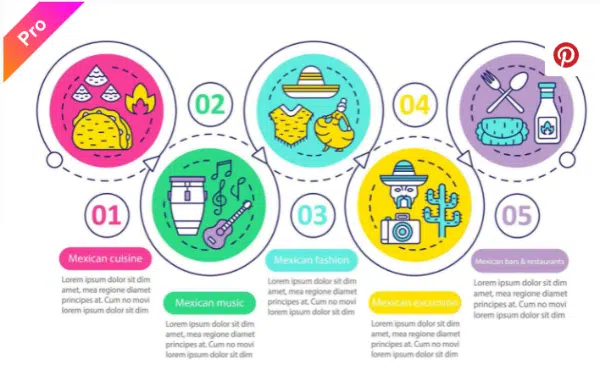 Pro
01
Mexican cuisine
Lorem ipsum dolor sit dim
amet, mea regione diamet
principes at. Cum no movi
lorem ipsum dolor sit dim
02
Mexican music
Lorem ipsum dolor sit dim
amet, mea regione diamet
principes at. Cum no movi
lorem ipsum dolor sit dim
03
Mexican fashion
Lorem ipsum dolor sit dim
amet, mea regione diamet
principes at. Cum no movi
lorem ipsum dolor sit dim
04
Mexican excursion
Lorem ipsum dolor sit dim
amet, mea regione diamet
principes at. Cum no movi
lorem ipsum dolor sit dim
05
Mexican bars & restaurants
Lorem ipsum dolor sit dim
amet, mea regione diamet
principes at. Cum no movi
lorem ipsum dolor sit dim